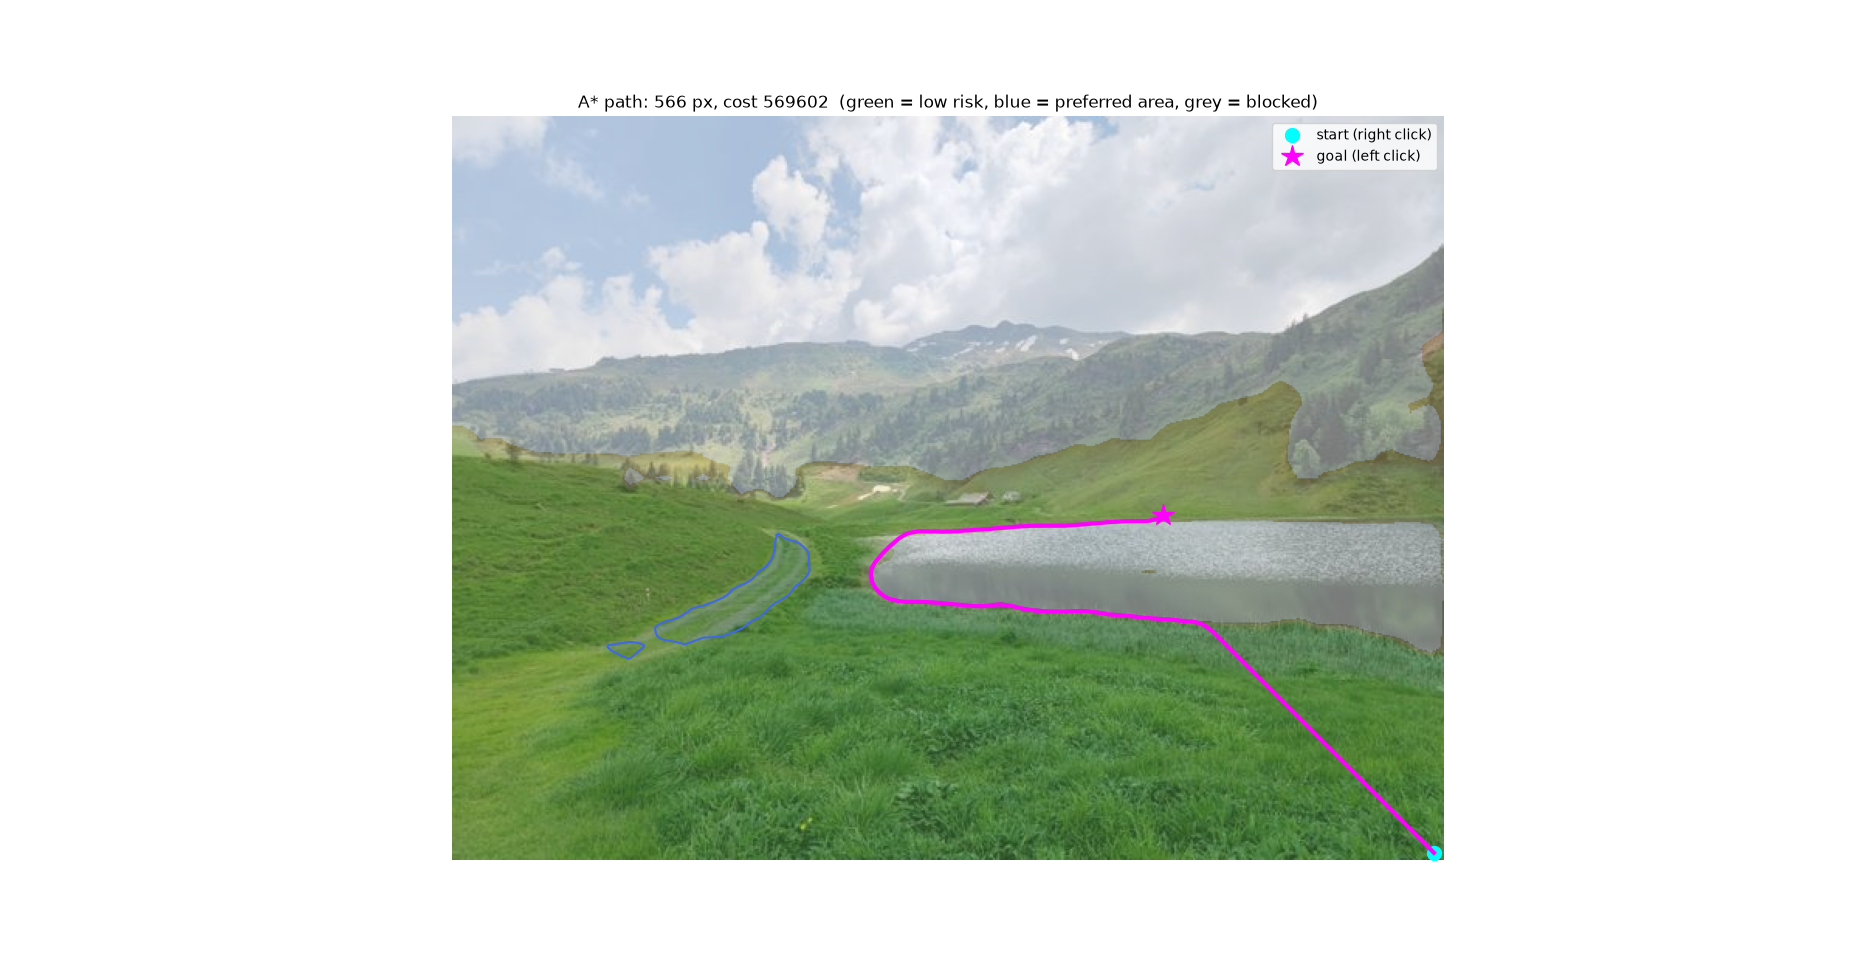 A* path: 566 px, cost 569602  (green = low risk, blue = preferred area, grey = blocked)
start (right click)
goal (left click)